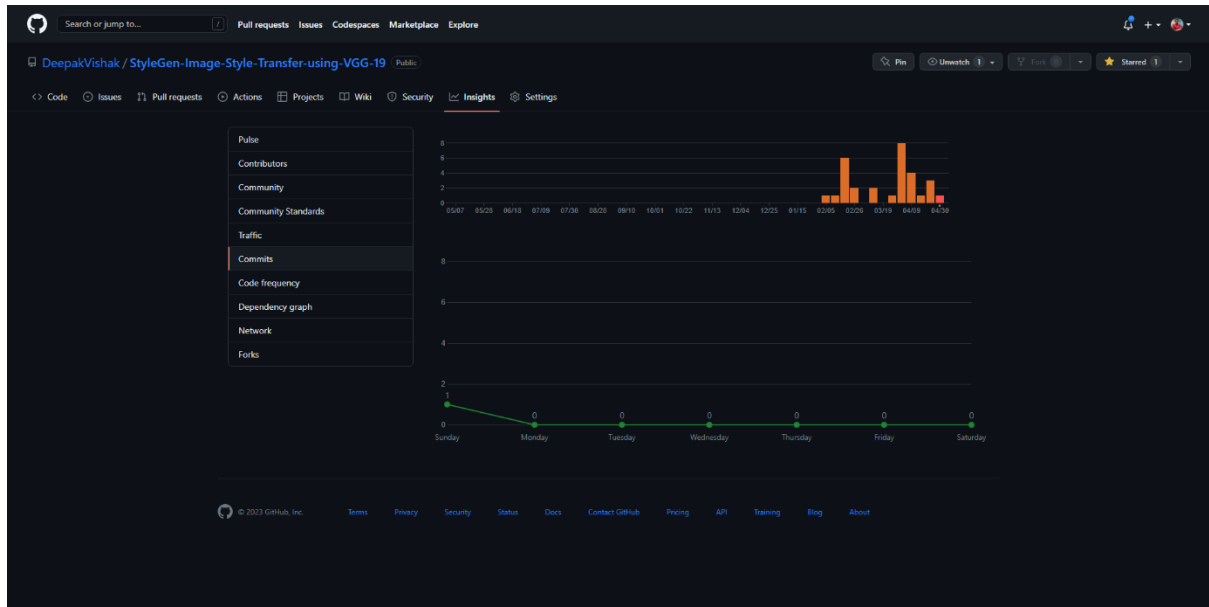 Search or jump to... / Pull requests Issues Codespaces Marketplace Explore
DeepakVishak / StyleGen-Image-Style-Transfer-using-VGG-19 Public Pin Unwatch 1 Fork Starred 1
Code Issues Pull requests Actions Projects Wiki Security Insights Settings
Pulse
Contributors
Community
Community Standards
Traffic
Commits
Code frequency
Dependency graph
Network
Forks
8
6
4
2
0
05/07 05/28 06/18 07/09 07/30 08/20 09/10 10/01 10/22 11/13 12/04 12/25 01/15 02/05 02/26 03/19 04/09 04/30
8
6
4
2
1
0 0 0 0 0 0
0
Sunday Monday Tuesday Wednesday Thursday Friday Saturday
© 2023 GitHub, Inc. Terms Privacy Security Status Docs Contact GitHub Pricing API Training Blog About